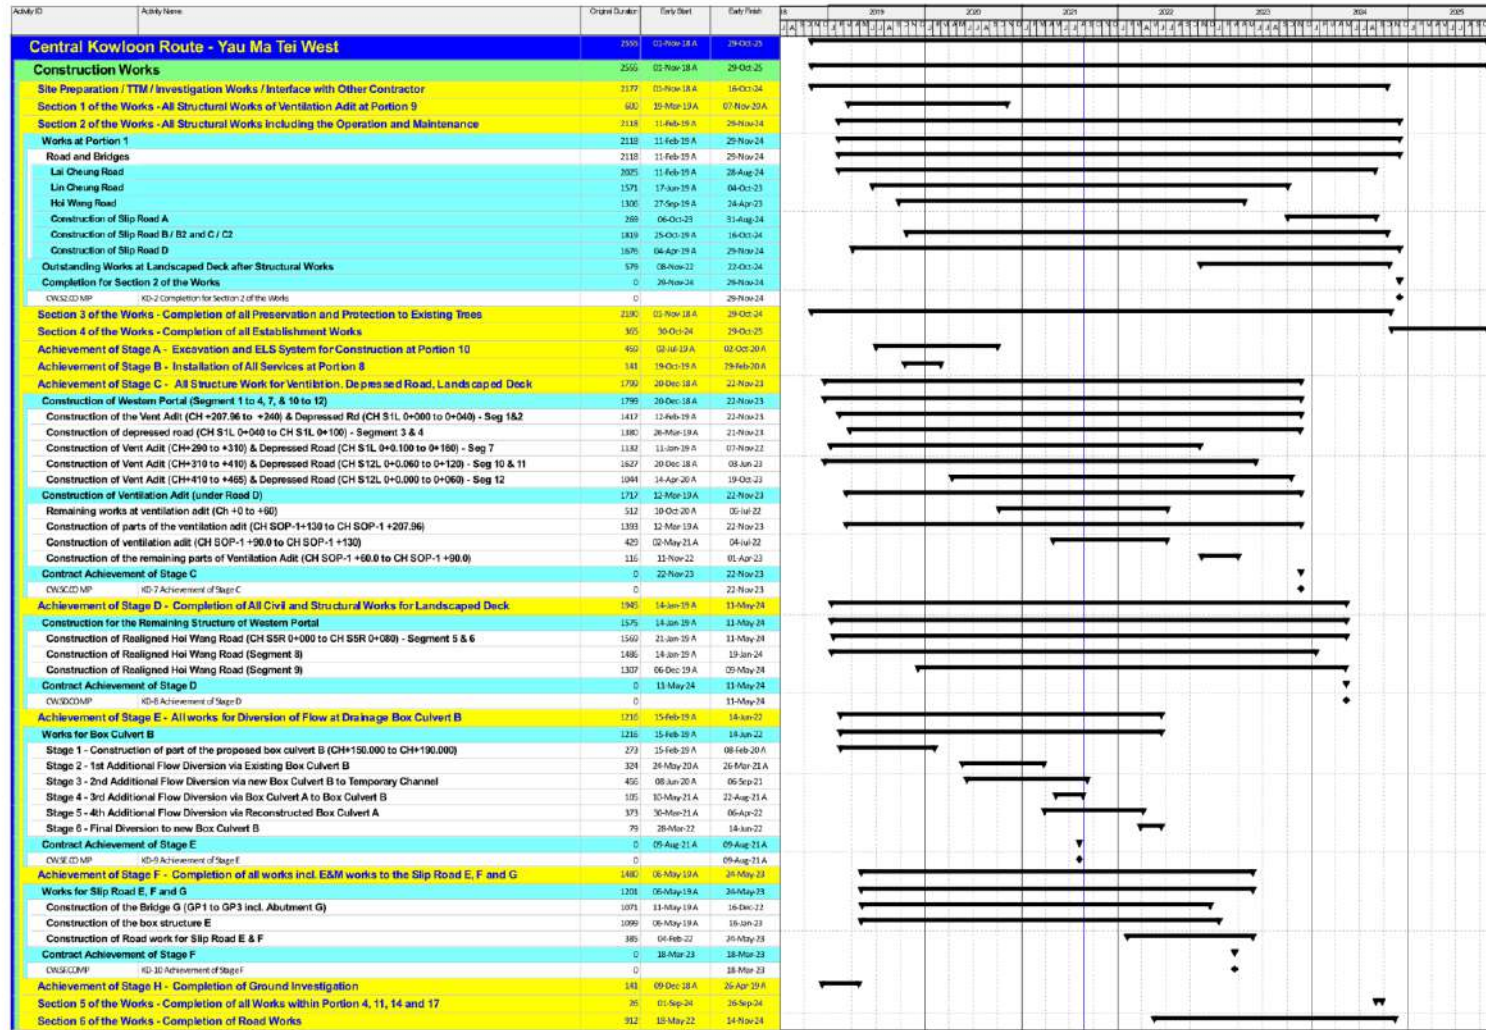 Activity ID Activity Name Original Duration Early Start Early Finish 2019 2020 2021 2022 2023 2024 2025
Central Kowloon Route - Yau Ma Tei West 2555 01-Nov-18 A 29-Oct-25
Construction Works 2555 01-Nov-18 A 29-Oct-25
Site Preparation / TTM / Investigation Works / Interface with Other Contractor 2177 01-Nov-18 A 16-Oct-24
Section 1 of the Works - All Structural Works of Ventilation Adit at Portion 9 600 19-Mar-19 A 07-Nov-20 A
Section 2 of the Works - All Structural Works including the Operation and Maintenance 2118 11-Feb-19 A 29-Nov-24
Works at Portion 1 2118 11-Feb-19 A 29-Nov-24
Road and Bridges 2118 11-Feb-19 A 29-Nov-24
Lai Cheung Road 2025 11-Feb-19 A 28-Aug-24
Lin Cheung Road 1571 17-Jun-19 A 04-Oct-23
Hoi Wang Road 1306 27-Sep-19 A 24-Apr-23
Construction of Slip Road A 269 06-Oct-23 31-Aug-24
Construction of Slip Road B / B2 and C / C2 1819 25-Oct-19 A 16-Oct-24
Construction of Slip Road D 1676 04-Apr-19 A 29-Nov-24
Outstanding Works at Landscaped Deck after Structural Works 579 08-Nov-22 22-Oct-24
Completion for Section 2 of the Works 0 29-Nov-24 29-Nov-24
CW.S2.COMP KD-2 Completion for Section 2 of the Works 0 29-Nov-24
Section 3 of the Works - Completion of all Preservation and Protection to Existing Trees 2190 01-Nov-18 A 29-Oct-24
Section 4 of the Works - Completion of all Establishment Works 365 30-Oct-24 29-Oct-25
Achievement of Stage A - Excavation and ELS System for Construction at Portion 10 459 02-Jul-19 A 02-Oct-20 A
Achievement of Stage B - Installation of All Services at Portion 8 141 19-Oct-19 A 29-Feb-20 A
Achievement of Stage C - All Structure Work for Ventilation, Depressed Road, Landscaped Deck 1799 20-Dec-18 A 22-Nov-23
Construction of Western Portal (Segment 1 to 4, 7, & 10 to 12) 1799 20-Dec-18 A 22-Nov-23
Construction of the Vent Adit (CH +207.96 to +240) & Depressed Rd (CH S1L 0+000 to 0+040) - Seg 1&2 1417 12-Feb-19 A 22-Nov-23
Construction of depressed road (CH S1L 0+040 to CH S1L 0+100) - Segment 3 & 4 1380 26-Mar-19 A 21-Nov-23
Construction of Vent Adit (CH+290 to +310) & Depressed Road (CH S1L 0+0.100 to 0+160) - Seg 7 1132 11-Jan-19 A 07-Nov-22
Construction of Vent Adit (CH+310 to +410) & Depressed Road (CH S12L 0+0.060 to 0+120) - Seg 10 & 11 1627 20-Dec-18 A 03-Jun-23
Construction of Vent Adit (CH+410 to +465) & Depressed Road (CH S12L 0+0.000 to 0+060) - Seg 12 1044 14-Apr-20 A 19-Oct-23
Construction of Ventilation Adit (under Road D) 1717 12-Mar-19 A 22-Nov-23
Remaining works at ventilation adit (Ch +0 to +60) 512 10-Oct-20 A 06-Jul-22
Construction of parts of the ventilation adit (CH SOP-1+130 to CH SOP-1 +207.96) 1393 12-Mar-19 A 22-Nov-23
Construction of ventilation adit (CH SOP-1 +90.0 to CH SOP-1 +130) 429 02-May-21 A 04-Jul-22
Construction of the remaining parts of Ventilation Adit (CH SOP-1 +60.0 to CH SOP-1 +90.0) 116 11-Nov-22 01-Apr-23
Contract Achievement of Stage C 0 22-Nov-23 22-Nov-23
CW.SC.COMP KD-7 Achievement of Stage C 0 22-Nov-23
Achievement of Stage D - Completion of All Civil and Structural Works for Landscaped Deck 1945 14-Jan-19 A 11-May-24
Construction for the Remaining Structure of Western Portal 1575 14-Jan-19 A 11-May-24
Construction of Realigned Hoi Wang Road (CH S5R 0+000 to CH S5R 0+080) - Segment 5 & 6 1569 21-Jan-19 A 11-May-24
Construction of Realigned Hoi Wang Road (Segment 8) 1486 14-Jan-19 A 19-Jan-24
Construction of Realigned Hoi Wang Road (Segment 9) 1307 06-Dec-19 A 09-May-24
Contract Achievement of Stage D 0 11-May-24 11-May-24
CW.SD.COMP KD-8 Achievement of Stage D 0 11-May-24
Achievement of Stage E - All works for Diversion of Flow at Drainage Box Culvert B 1216 15-Feb-19 A 14-Jun-22
Works for Box Culvert B 1216 15-Feb-19 A 14-Jun-22
Stage 1 - Construction of part of the proposed box culvert B (CH+150.000 to CH+190.000) 273 15-Feb-19 A 08-Feb-20 A
Stage 2 - 1st Additional Flow Diversion via Existing Box Culvert B 324 24-May-20 A 26-Mar-21 A
Stage 3 - 2nd Additional Flow Diversion via new Box Culvert B to Temporary Channel 456 08-Jun-20 A 06-Sep-21
Stage 4 - 3rd Additional Flow Diversion via Box Culvert A to Box Culvert B 105 10-May-21 A 22-Aug-21 A
Stage 5 - 4th Additional Flow Diversion via Reconstructed Box Culvert A 373 30-Mar-21 A 06-Apr-22
Stage 6 - Final Diversion to new Box Culvert B 79 28-Mar-22 14-Jun-22
Contract Achievement of Stage E 0 09-Aug-21 A 09-Aug-21 A
CW.SE.COMP KD-9 Achievement of Stage E 0 09-Aug-21 A
Achievement of Stage F - Completion of all works incl. E&M works to the Slip Road E, F and G 1480 06-May-19 A 24-May-23
Works for Slip Road E, F and G 1201 06-May-19 A 24-May-23
Construction of the Bridge G (GP1 to GP3 incl. Abutment G) 1071 11-May-19 A 16-Dec-22
Construction of the box structure E 1099 06-May-19 A 16-Jan-23
Construction of Road work for Slip Road E & F 385 04-Feb-22 24-May-23
Contract Achievement of Stage F 0 18-Mar-23 18-Mar-23
CW.SF.COMP KD-10 Achievement of Stage F 0 18-Mar-23
Achievement of Stage H - Completion of Ground Investigation 141 09-Dec-18 A 26-Apr-19 A
Section 5 of the Works - Completion of all Works within Portion 4, 11, 14 and 17 26 01-Sep-24 26-Sep-24
Section 6 of the Works - Completion of Road Works 912 18-May-22 14-Nov-24